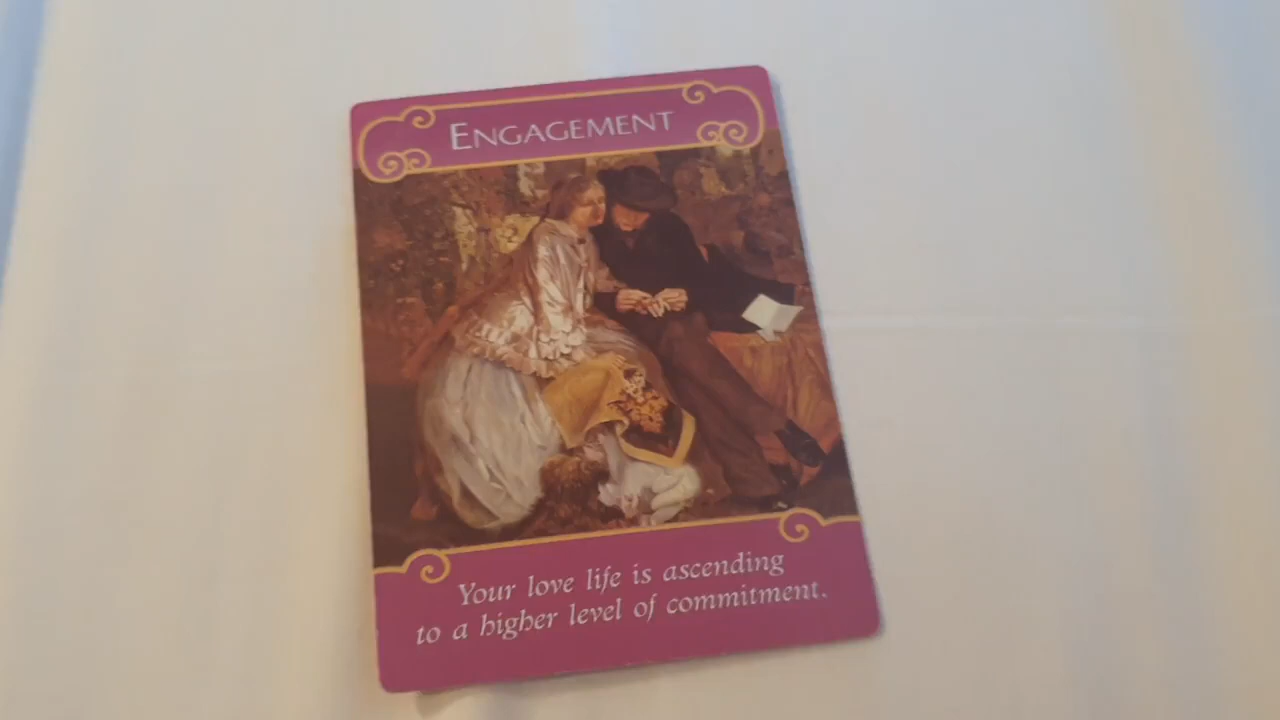 ENGAGEMENT
Your love life is ascending
to a higher level of commitment.